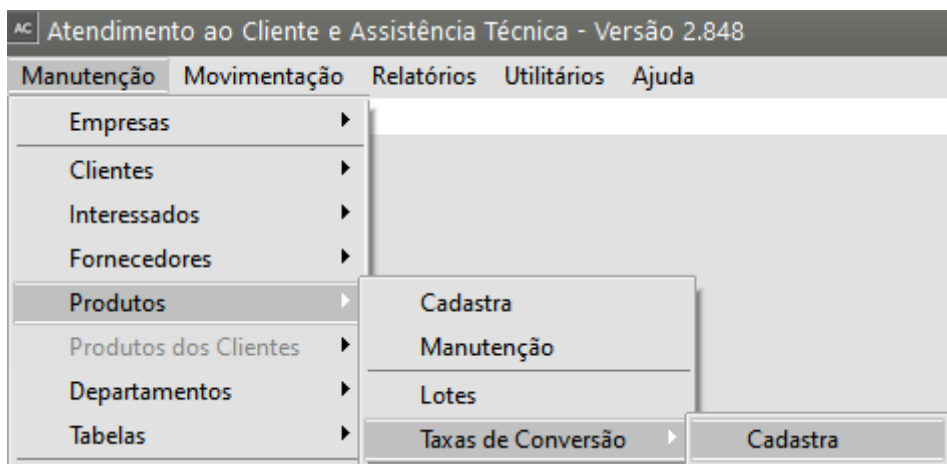 AC Atendimento ao Cliente e Assistência Técnica - Versão 2.848
Manutenção Movimentação Relatórios Utilitários Ajuda
Empresas
Clientes
Interessados
Fornecedores
Produtos
Produtos dos Clientes
Departamentos
Tabelas
Cadastra
Manutenção
Lotes
Taxas de Conversão
Cadastra